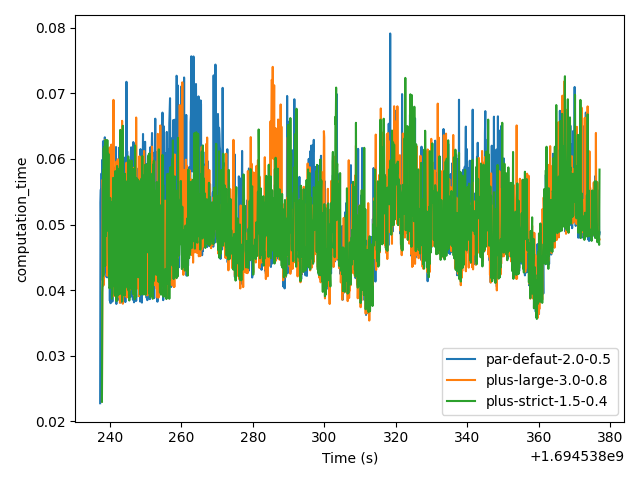 0.08
0.07
0.06
0.05
0.04
0.03
0.02
computation_time
240 260 280 300 320 340 360 380
Time (s)
+1.694538e9
par-defaut-2.0-0.5
plus-large-3.0-0.8
plus-strict-1.5-0.4